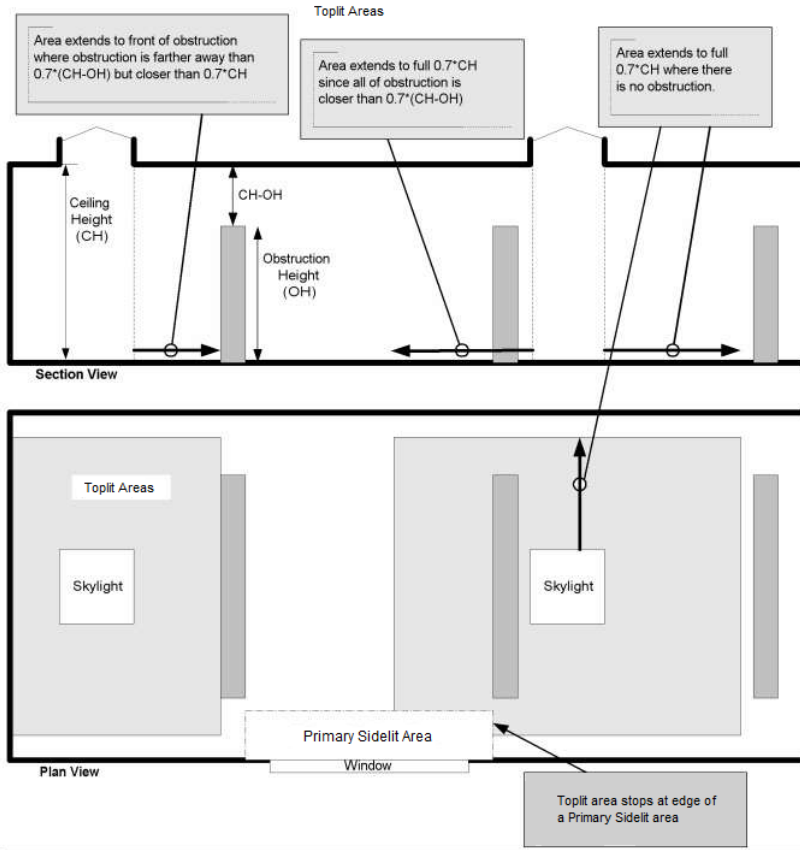 Toplit Areas
Area extends to front of obstruction
where obstruction is farther away than
0.7*(CH-OH) but closer than 0.7*CH
Area extends to full 0.7*CH
since all of obstruction is
closer than 0.7*(CH-OH)
Area extends to full
0.7*CH where there
is no obstruction.
CH-OH
Ceiling
Height
(CH)
Obstruction
Height
(OH)
Section View
Toplit Areas
Skylight
Skylight
Primary Sidelit Area
Window
Plan View
Toplit area stops at edge of
a Primary Sidelit area